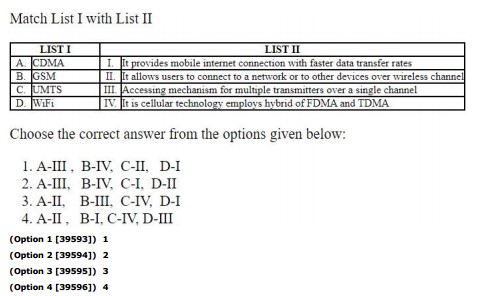 Match List I with List II
LIST I LIST II
A. CDMA I. It provides mobile internet connection with faster data transfer rates
B. GSM II. It allows users to connect to a network or to other devices over wireless channel
C. UMTS III. Accessing mechanism for multiple transmitters over a single channel
D. WiFi IV. It is cellular technology employs hybrid of FDMA and TDMA
Choose the correct answer from the options given below:
1. A-III , B-IV, C-II, D-I
2. A-III, B-IV, C-I, D-II
3. A-II, B-III, C-IV, D-I
4. A-II , B-I, C-IV, D-III
(Option 1 [39593]) 1
(Option 2 [39594]) 2
(Option 3 [39595]) 3
(Option 4 [39596]) 4